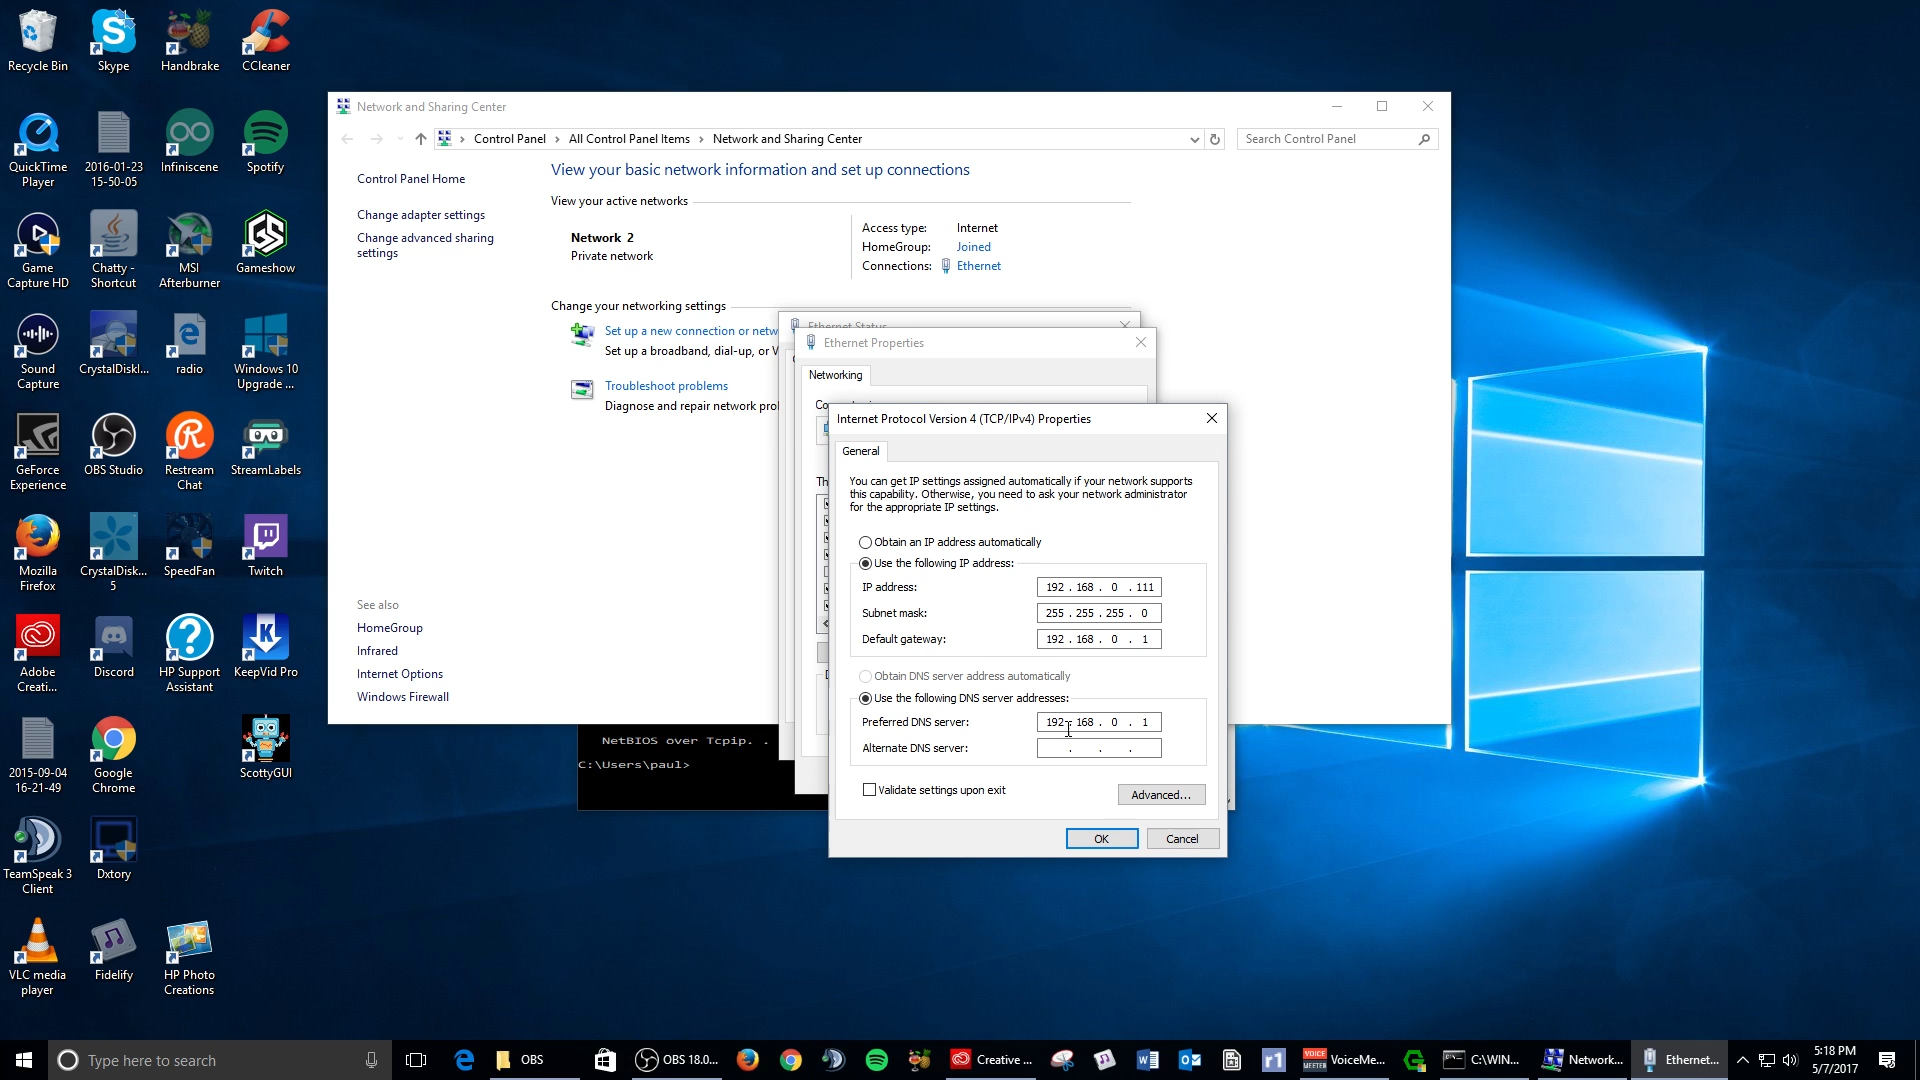 Recycle Bin
Skype
Handbrake
CCleaner
QuickTime Player
2016-01-23 15-50-05
Infiniscene
Spotify
Game Capture HD
Chatty - Shortcut
MSI Afterburner
Gameshow
Sound Capture
CrystalDiskI...
radio
Windows 10 Upgrade ...
GeForce Experience
OBS Studio
Restream Chat
StreamLabels
Mozilla Firefox
CrystalDisk... 5
SpeedFan
Twitch
Adobe Creati...
Discord
HP Support Assistant
KeepVid Pro
2015-09-04 16-21-49
Google Chrome
ScottyGUI
TeamSpeak 3 Client
Dxtory
VLC media player
Fidelify
HP Photo Creations
Network and Sharing Center
Control Panel > All Control Panel Items > Network and Sharing Center
Search Control Panel
Control Panel Home
Change adapter settings
Change advanced sharing
settings
See also
HomeGroup
Infrared
Internet Options
Windows Firewall
View your basic network information and set up connections
View your active networks
Network 2
Private network
Access type: Internet
HomeGroup: Joined
Connections: Ethernet
Change your networking settings
Set up a new connection or netw
Set up a broadband, dial-up, or V
Troubleshoot problems
Diagnose and repair network pro
Ethernet Status
Ethernet Properties
Networking
Internet Protocol Version 4 (TCP/IPv4) Properties
General
You can get IP settings assigned automatically if your network supports
this capability. Otherwise, you need to ask your network administrator
for the appropriate IP settings.
Obtain an IP address automatically
Use the following IP address:
IP address: 192 . 168 . 0 . 111
Subnet mask: 255 . 255 . 255 . 0
Default gateway: 192 . 168 . 0 . 1
Obtain DNS server address automatically
Use the following DNS server addresses:
Preferred DNS server: 192 . 168 . 0 . 1
Alternate DNS server: . . .
Validate settings upon exit
Advanced...
OK
Cancel
NetBIOS over Tcpip. .
C:\Users\paul>
Type here to search
OBS
OBS 18.0...
Creative ...
VOICE MEETER
VoiceMe...
C:\WIN...
Network...
Ethernet...
5:18 PM
5/7/2017